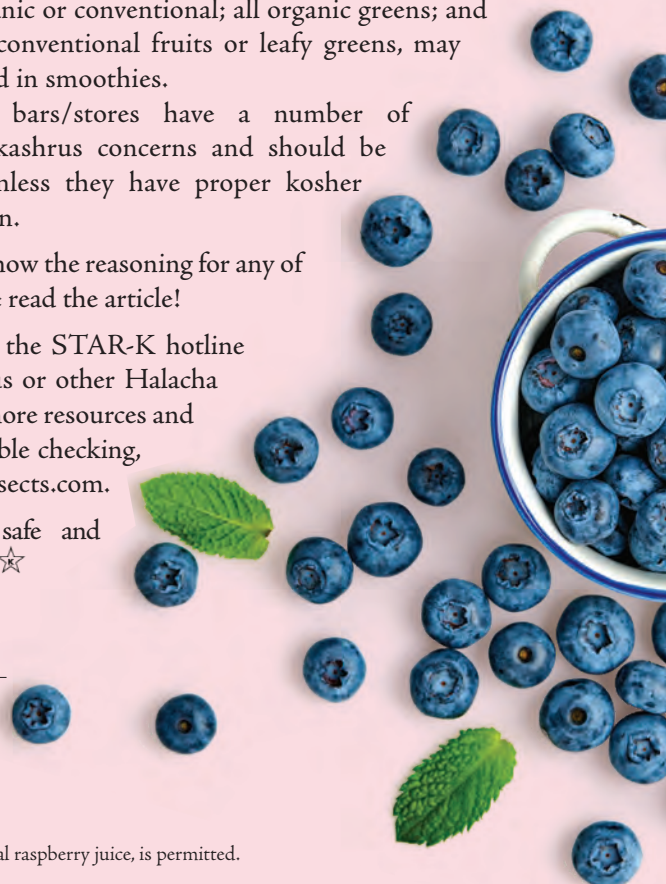 nic or conventional; all organic greens; and
conventional fruits or leafy greens, may
d in smoothies.
bars/stores have a number of
kashrus concerns and should be
nless they have proper kosher
n.
now the reasoning for any of
e read the article!
the STAR-K hotline
us or other Halacha
more resources and
ble checking,
sects.com.
safe and
K
al raspberry juice, is permitted.